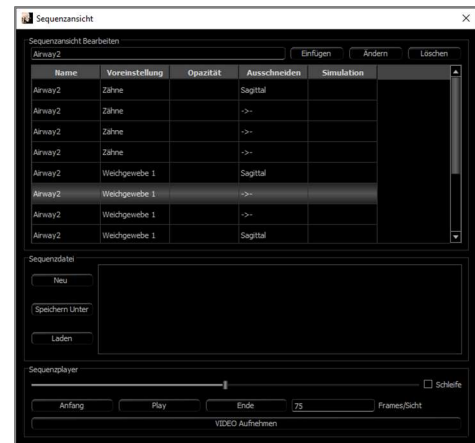 Sequenzansicht
Sequenzansicht Bearbeiten
Airway2 Einfügen Ändern Löschen
Name Voreinstellung Opazität Ausschneiden Simulation
Airway2 Zähne Sagittal
Airway2 Zähne ->-
Airway2 Zähne ->-
Airway2 Zähne ->-
Airway2 Weichgewebe 1 Sagittal
Airway2 Weichgewebe 1 ->-
Airway2 Weichgewebe 1 ->-
Airway2 Weichgewebe 1 Sagittal
Sequenzdatei
Neu
Speichern Unter
Laden
Sequenzplayer
Schleife
Anfang Play Ende 75 Frames/Sicht
VIDEO Aufnehmen